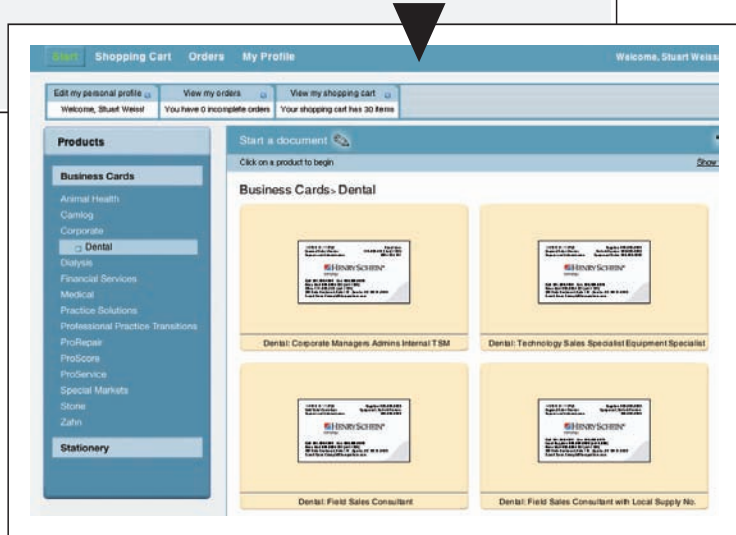 Start Shopping Cart Orders My Profile
Welcome, Stuart Weiss
Edit my personal profile View my orders View my shopping cart
Welcome, Stuart Weiss! You have 0 incomplete orders Your shopping cart has 30 items
Products
Business Cards
Animal Health
Camlog
Corporate
Dental
Dialysis
Financial Services
Medical
Practice Solutions
Professional Practice Transitions
ProRepair
ProScore
ProService
Special Markets
Stone
Zahn
Stationery
Start a document
Click on a product to begin
Show
Business Cards> Dental
HENRY SCHEIN®
Dental: Corporate Managers Admins Internal TSM
HENRY SCHEIN®
Dental: Technology Sales Specialist Equipment Specialist
HENRY SCHEIN®
Dental: Field Sales Consultant
HENRY SCHEIN®
Dental: Field Sales Consultant with Local Supply No.